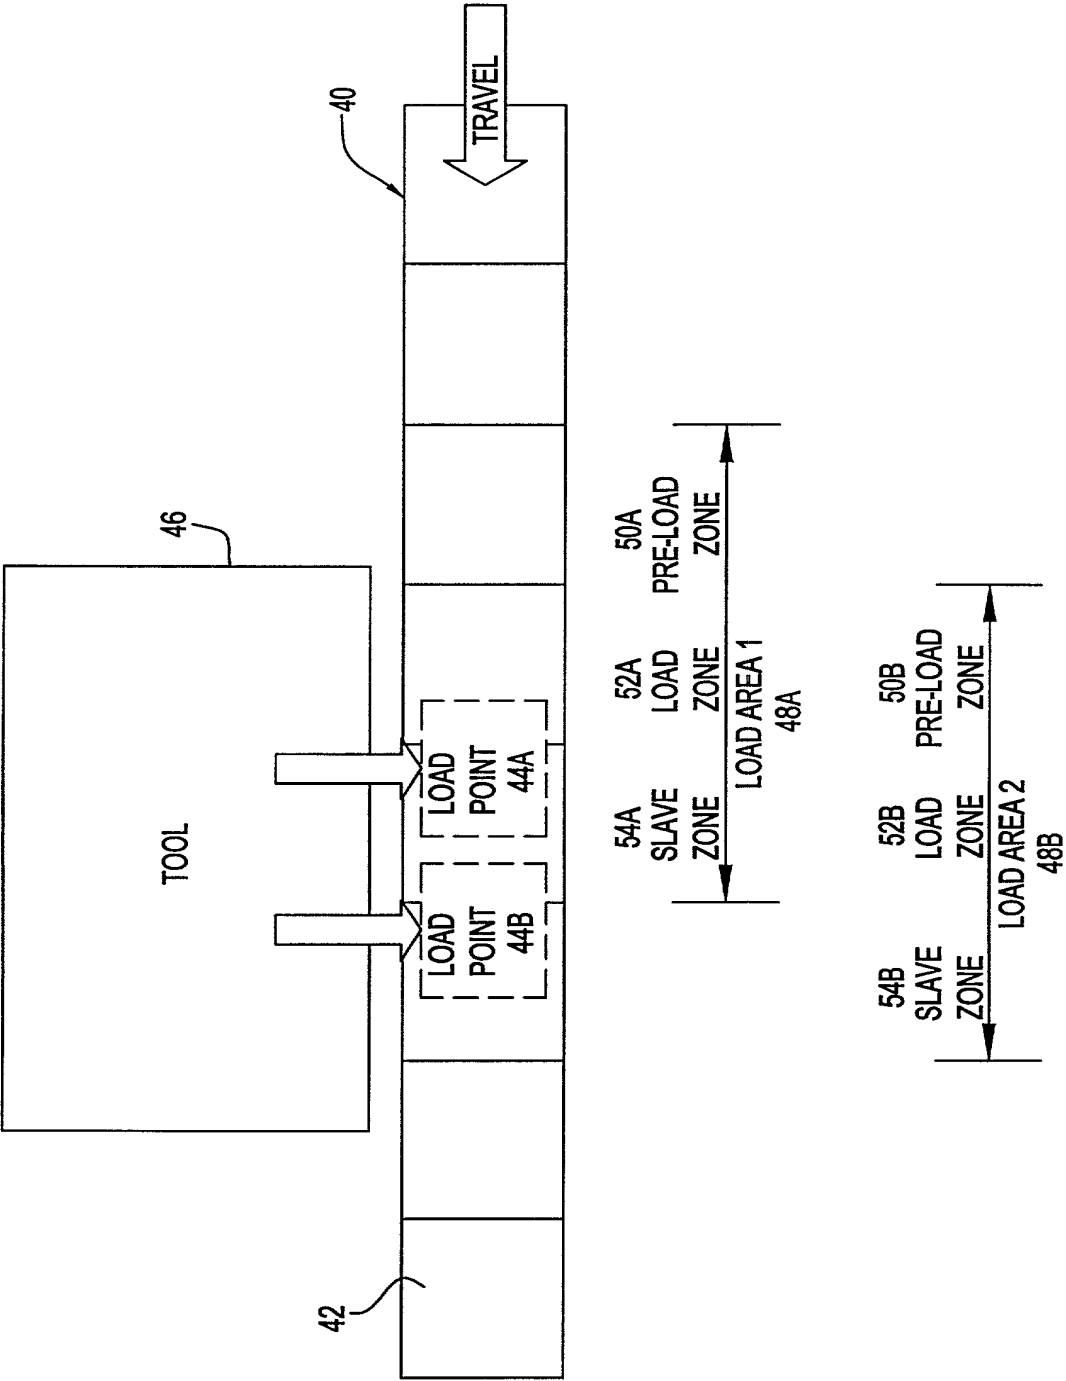 46
TOOL
40
TRAVEL
42
LOAD
POINT
44B
LOAD
POINT
44A
54A
SLAVE
ZONE
52A
LOAD
ZONE
50A
PRE-LOAD
ZONE
LOAD AREA 1
48A
54B
SLAVE
ZONE
52B
LOAD
ZONE
50B
PRE-LOAD
ZONE
LOAD AREA 2
48B